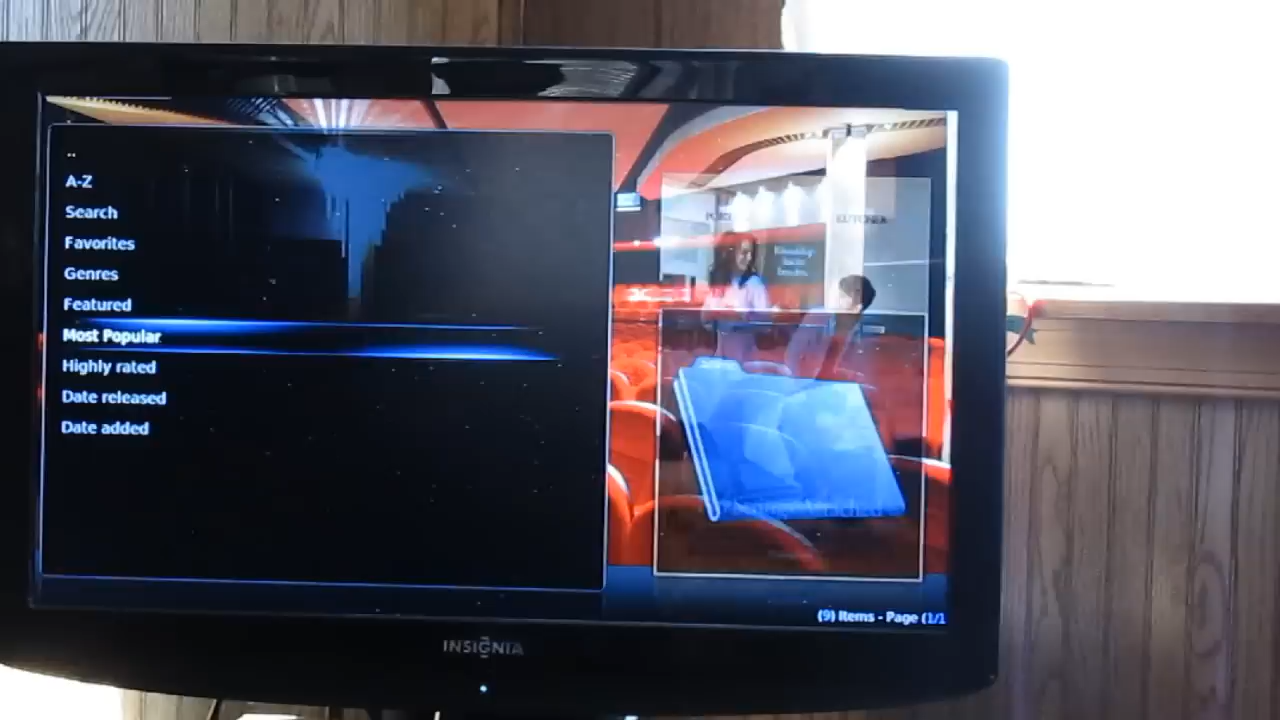 ..
A-Z
Search
Favorites
Genres
Featured
Most Popular
Highly rated
Date released
Date added
(9) Items - Page (1/1
INSIGNIA